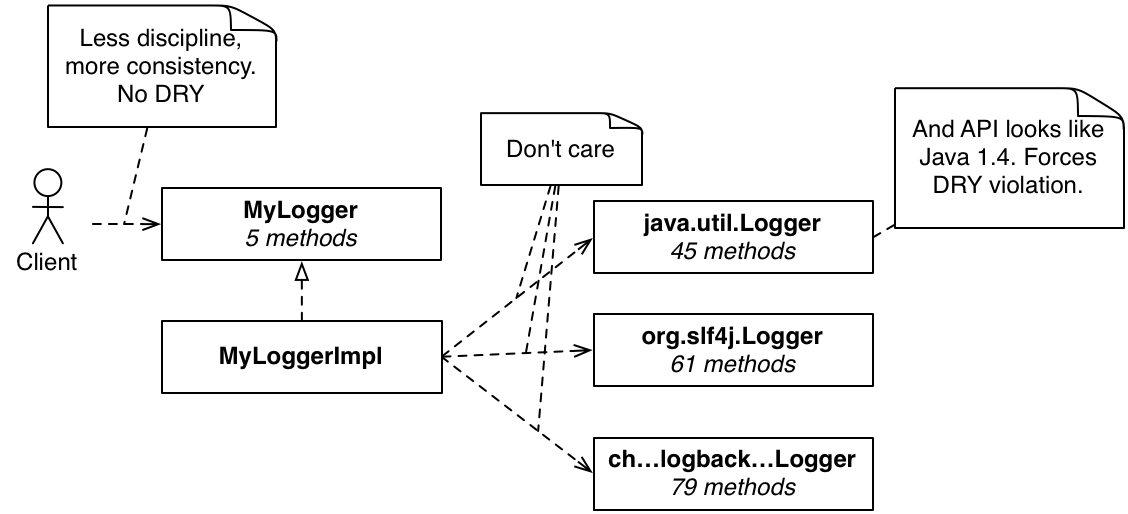 Less discipline,
more consistency.
No DRY
Don't care
And API looks like
Java 1.4. Forces
DRY violation.
Client
MyLogger
5 methods
java.util.Logger
45 methods
MyLoggerImpl
org.slf4j.Logger
61 methods
ch...logback...Logger
79 methods